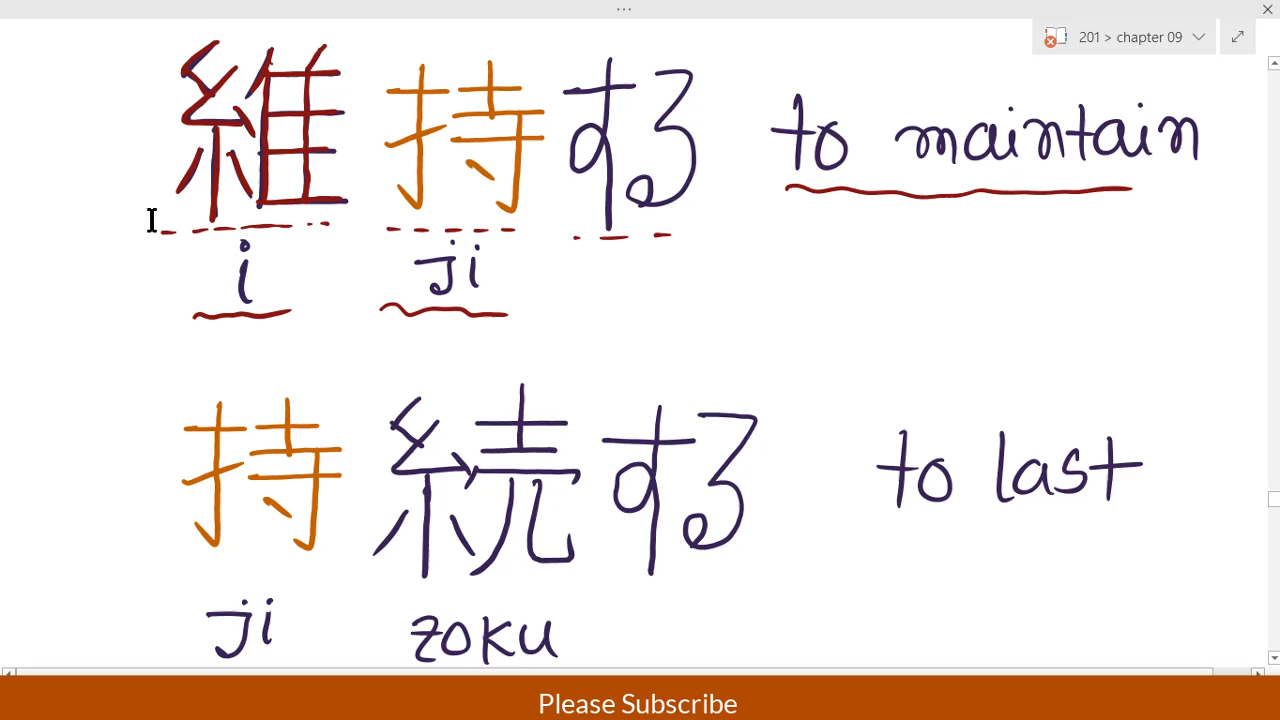 201 > chapter 09
維持する to maintain
i ji
持続する to last
ji zoku
Please Subscribe